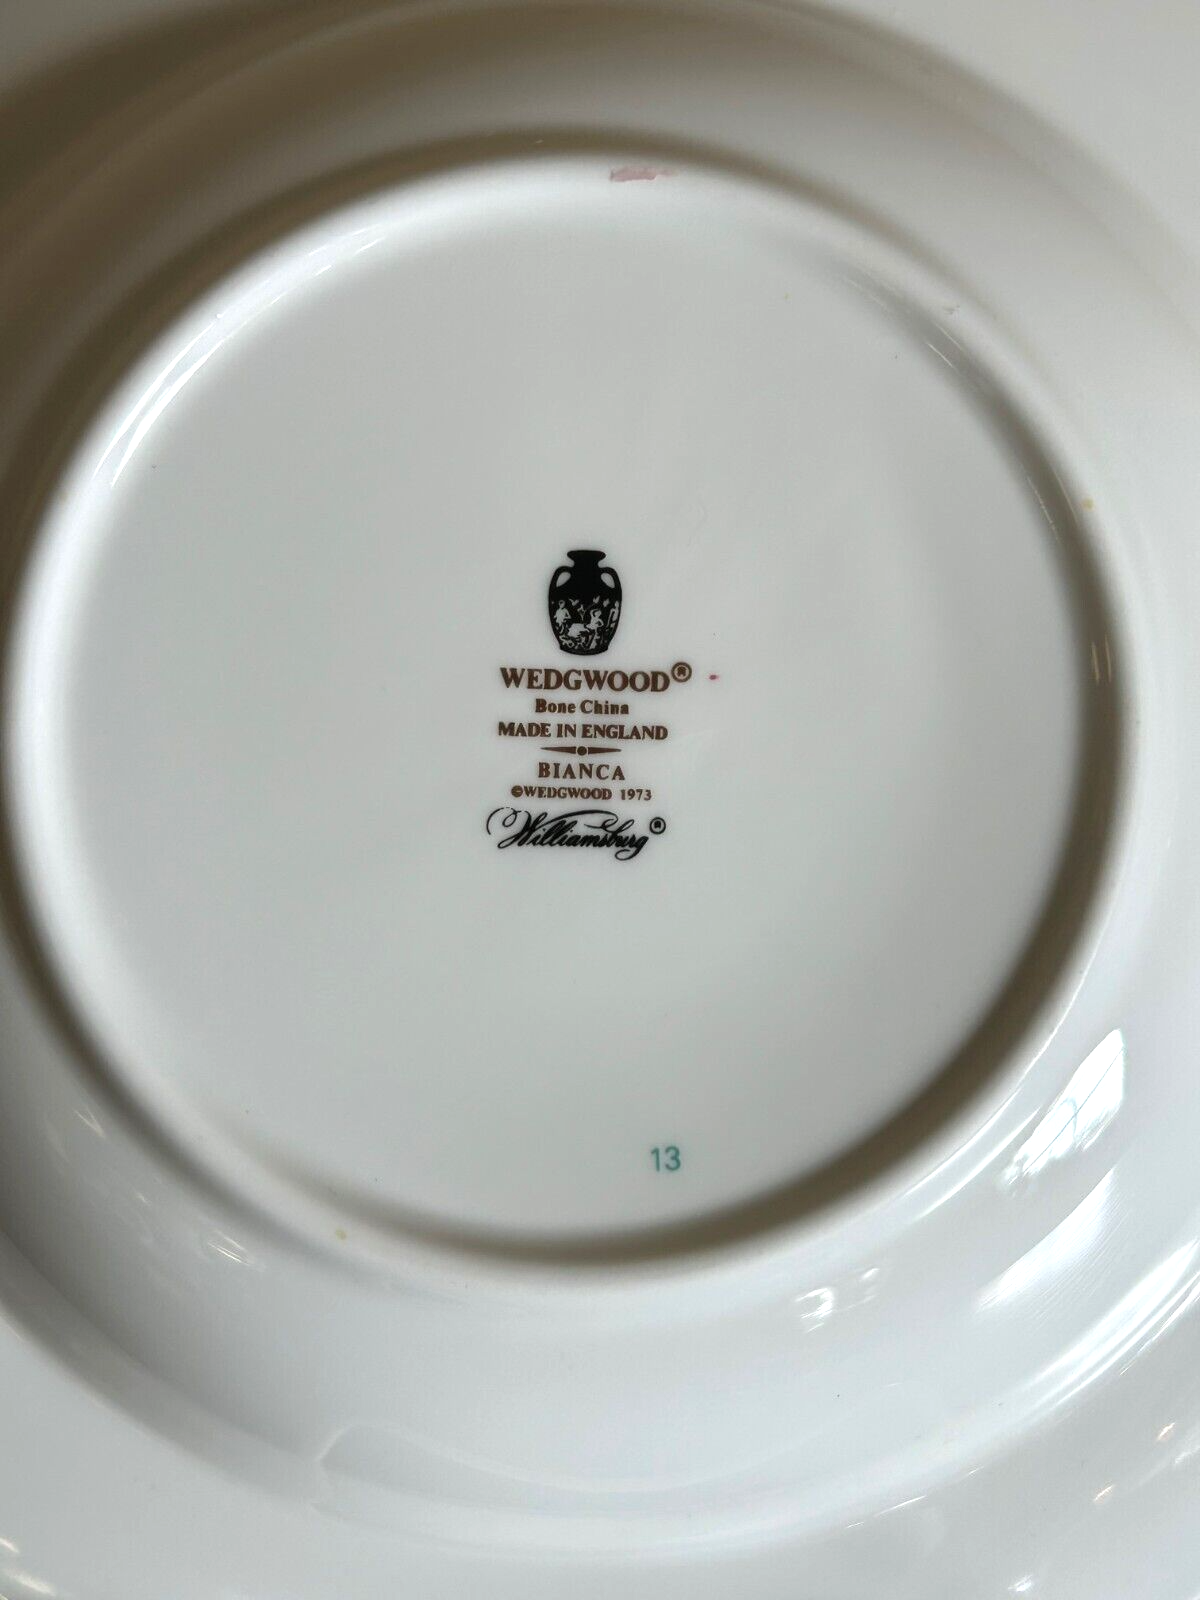 WEDGWOOD®
Bone China
MADE IN ENGLAND
BIANCA
©WEDGWOOD 1973
Williamsburg®
13